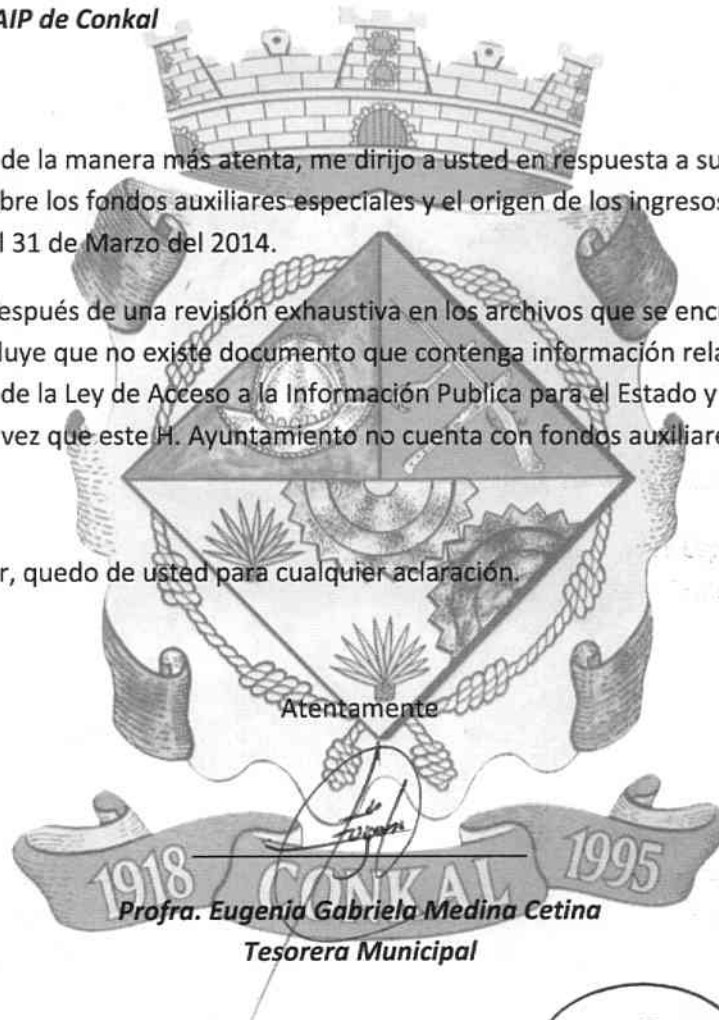 AIP de Conkal
de la manera más atenta, me dirijo a usted en respuesta a su
bre los fondos auxiliares especiales y el origen de los ingresos
l 31 de Marzo del 2014.
espués de una revisión exhaustiva en los archivos que se encu
luye que no existe documento que contenga información rela
de la Ley de Acceso a la Información Publica para el Estado y
vez que este H. Ayuntamiento no cuenta con fondos auxiliare
r, quedo de usted para cualquier aclaración.
Atentamente
1918 CONKAL 1995
Profra. Eugenia Gabriela Medina Cetina
Tesorera Municipal